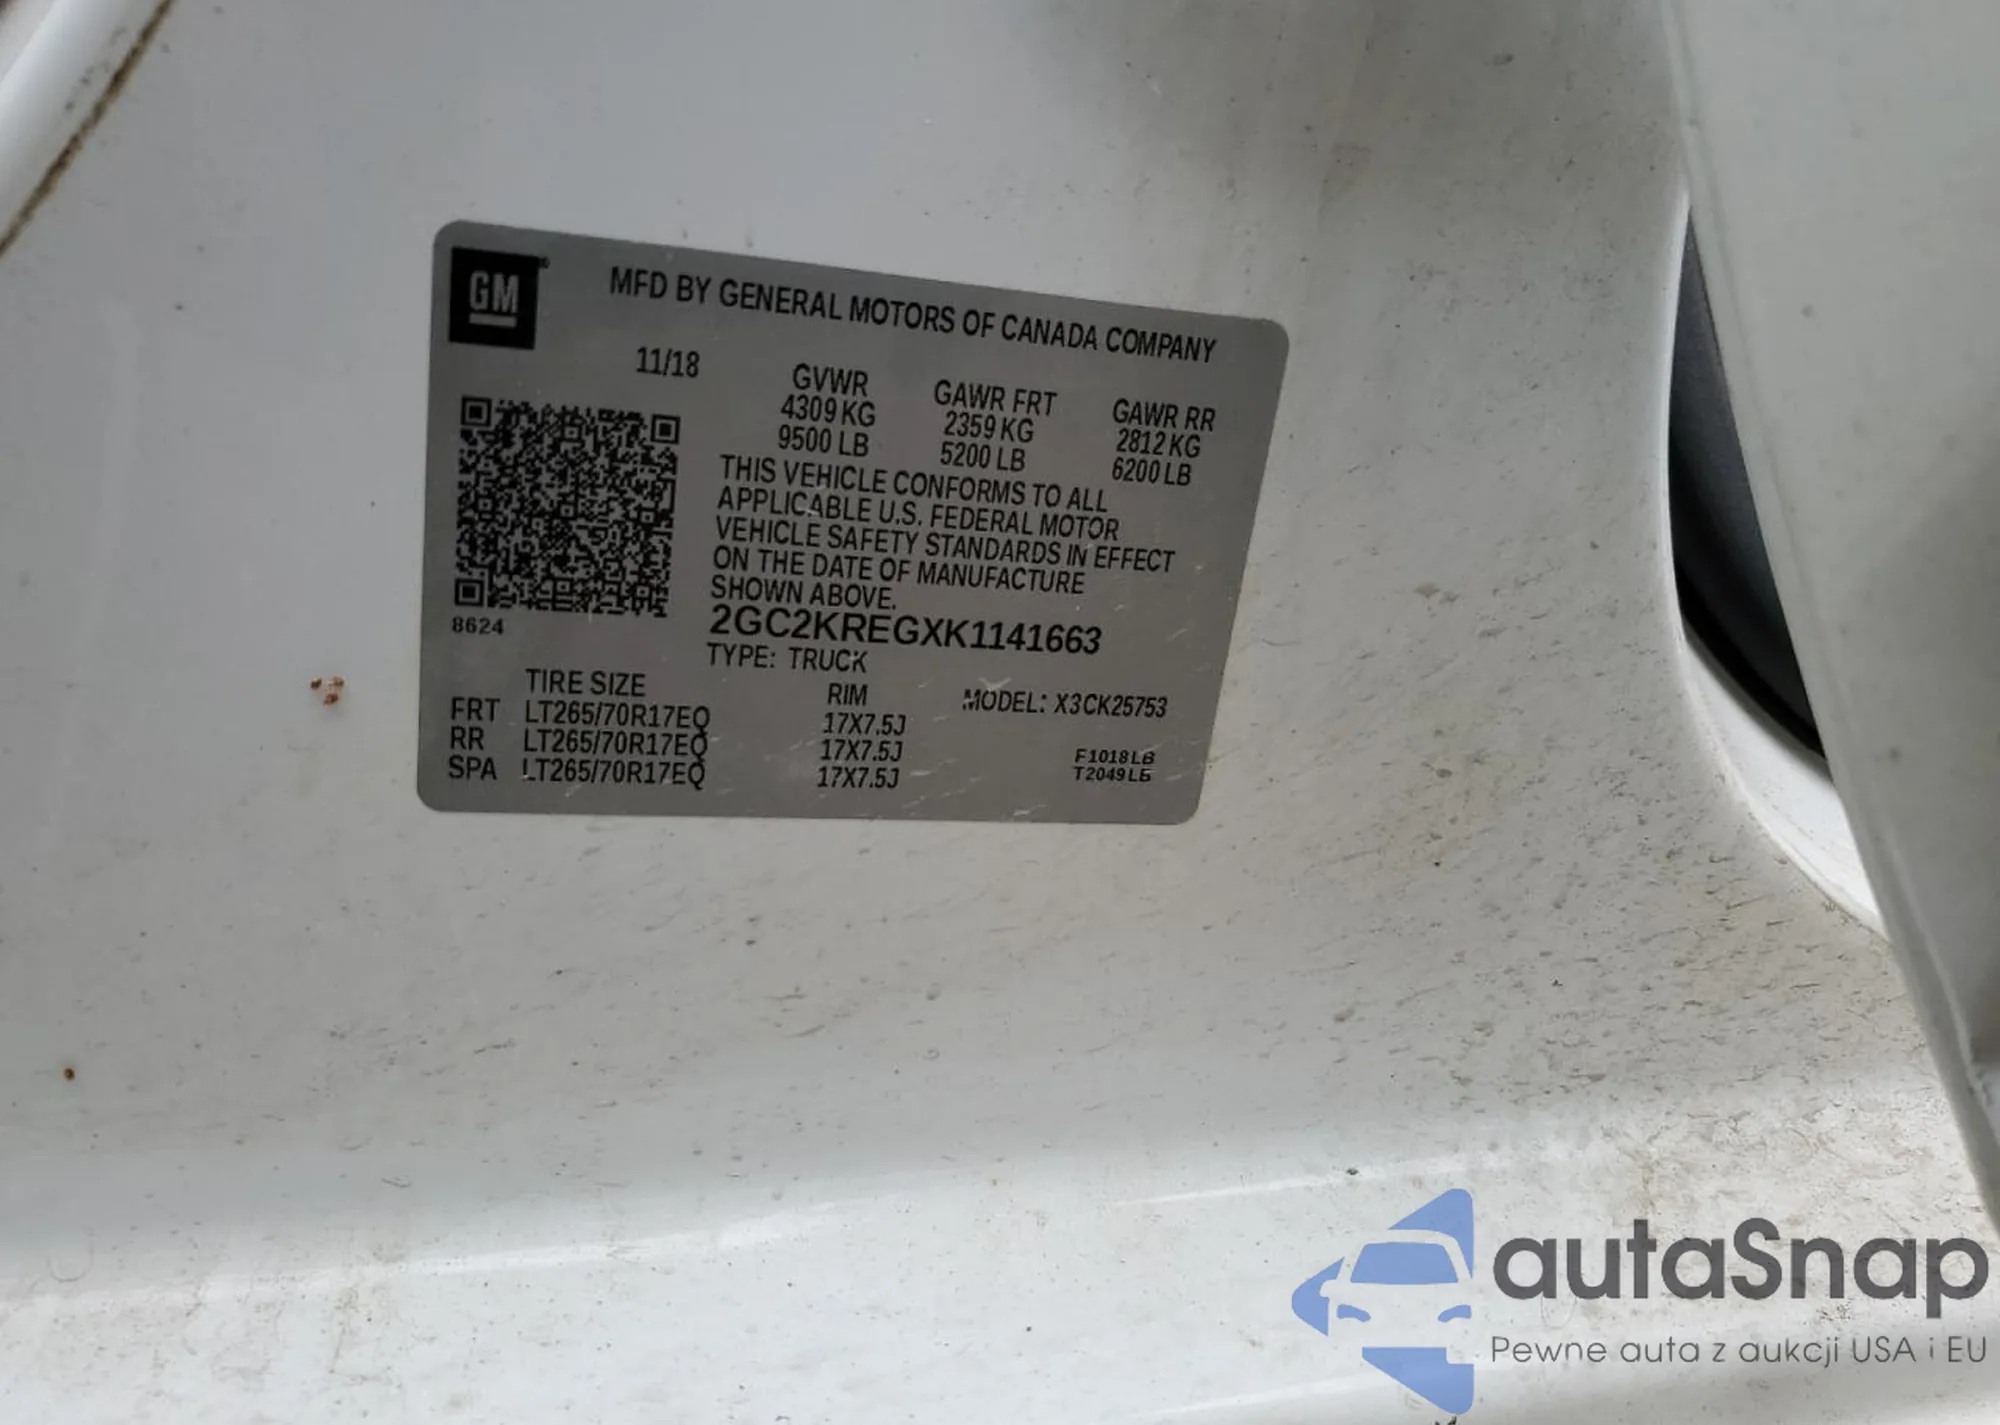 GM
MFD BY GENERAL MOTORS OF CANADA COMPANY
11/18
GVWR GAWR FRT GAWR RR
4309 KG 2359 KG 2812 KG
9500 LB 5200 LB 6200 LB
THIS VEHICLE CONFORMS TO ALL
APPLICABLE U.S. FEDERAL MOTOR
VEHICLE SAFETY STANDARDS IN EFFECT
ON THE DATE OF MANUFACTURE
SHOWN ABOVE.
8624
2GC2KREGXK1141663
TYPE: TRUCK
TIRE SIZE RIM MODEL: X3CK25753
FRT LT265/70R17EQ 17X7.5J
RR LT265/70R17EQ 17X7.5J
SPA LT265/70R17EQ 17X7.5J
F1018LB
T2049LB
autaSnap
Pewne auta z aukcji USA i EU